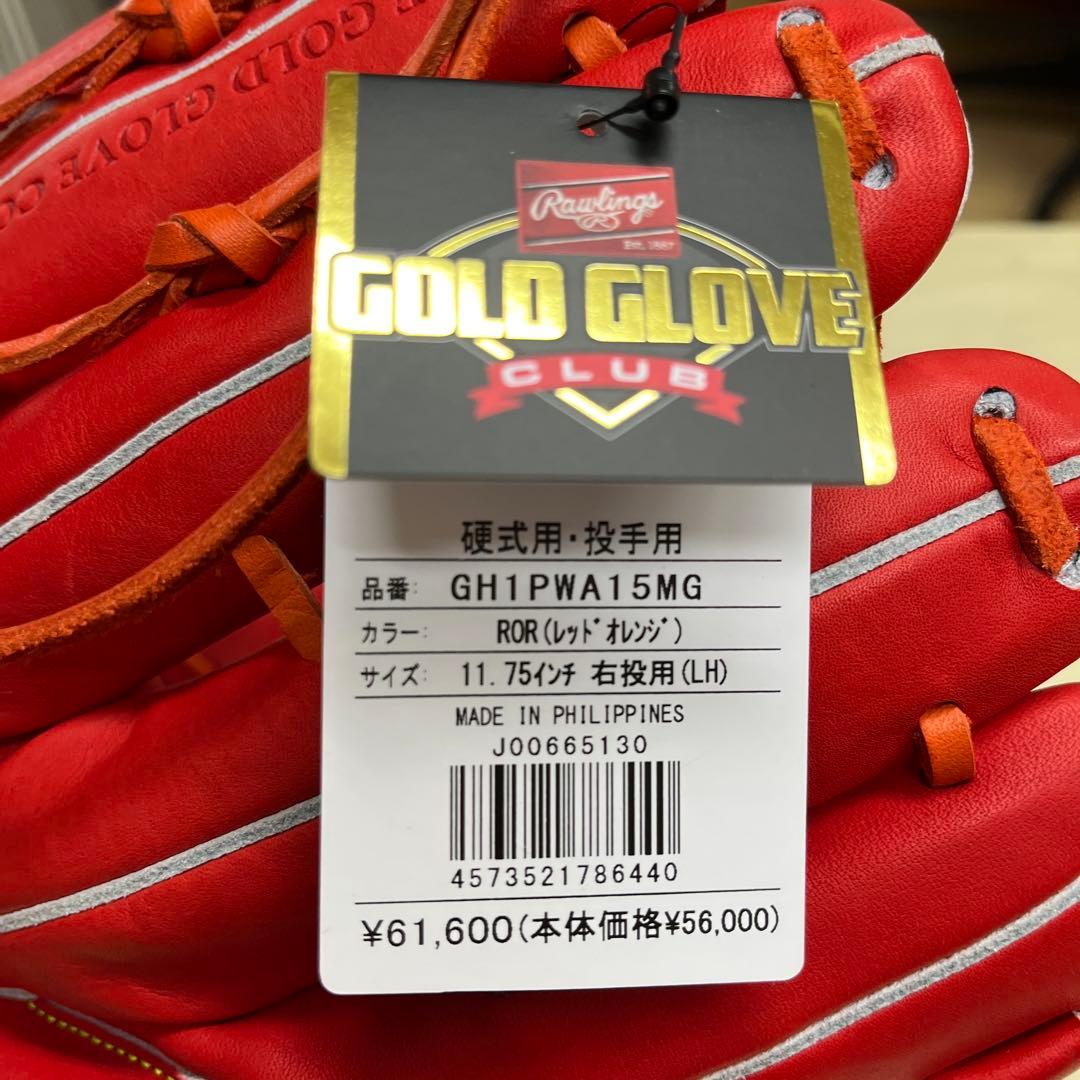 GOLD GLOVE CO
Rawlings
R
Est. 1887
GOLD GLOVE
CLUB
硬式用・投手用
品番: GH1PWA15MG
カラー: ROR(ﾚｯﾄﾞｵﾚﾝｼﾞ)
サイズ: 11.75ｲﾝﾁ 右投用(LH)
MADE IN PHILIPPINES
J00665130
4573521786440
¥61,600(本体価格¥56,000)